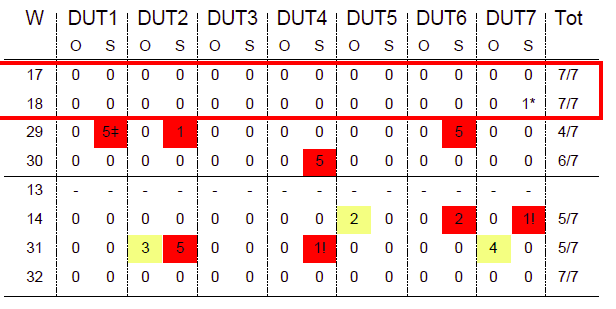 W DUT1 DUT2 DUT3 DUT4 DUT5 DUT6 DUT7 Tot
O S O S O S O S O S O S O S
17 0 0 0 0 0 0 0 0 0 0 0 0 0 0 7/7
18 0 0 0 0 0 0 0 0 0 0 0 0 0 1* 7/7
29 0 5‡ 0 1 0 0 0 0 0 0 0 5 0 0 4/7
30 0 0 0 0 0 0 0 5 0 0 0 0 0 0 6/7
13 - - - - - - - - - - - - - -
14 0 0 0 0 0 0 0 0 2 0 0 2 0 1! 5/7
31 0 0 3 5 0 0 0 1! 0 0 0 0 4 0 5/7
32 0 0 0 0 0 0 0 0 0 0 0 0 0 0 7/7